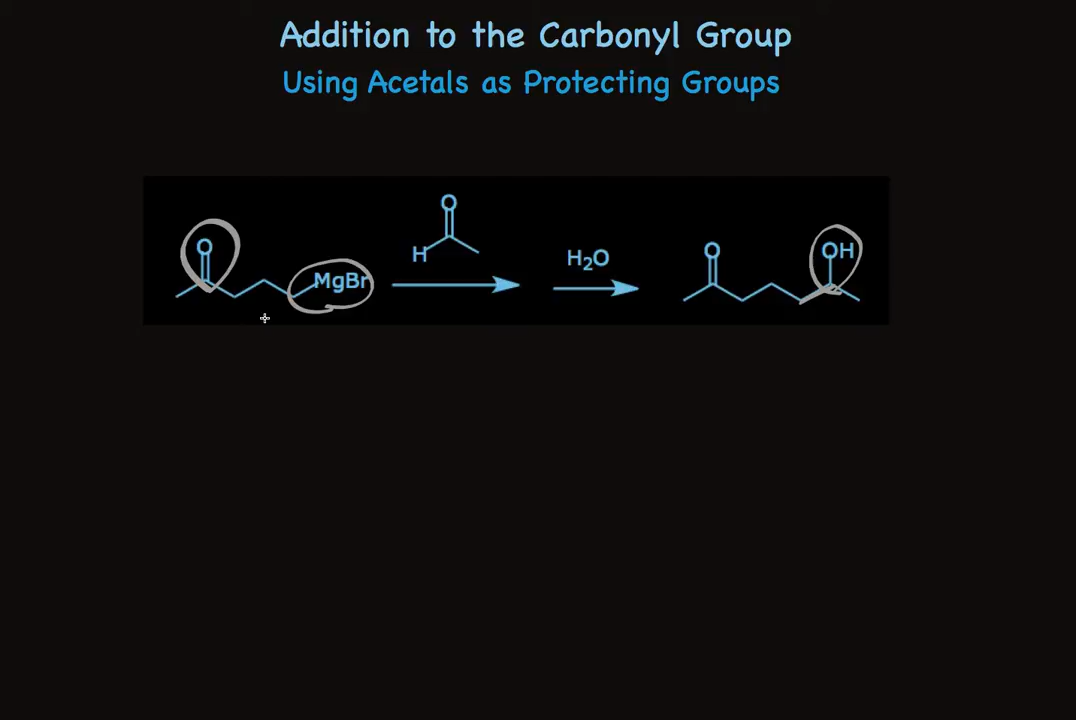 Addition to the Carbonyl Group
Using Acetals as Protecting Groups
O
H
O
MgBr
H₂O
O
OH